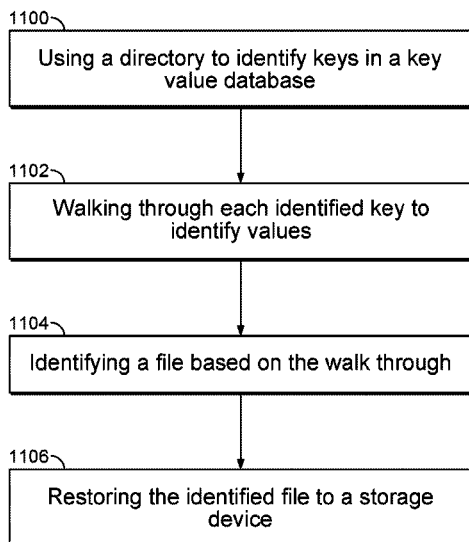 1100
Using a directory to identify keys in a key
value database
1102
Walking through each identified key to
identify values
1104
Identifying a file based on the walk through
1106
Restoring the identified file to a storage
device